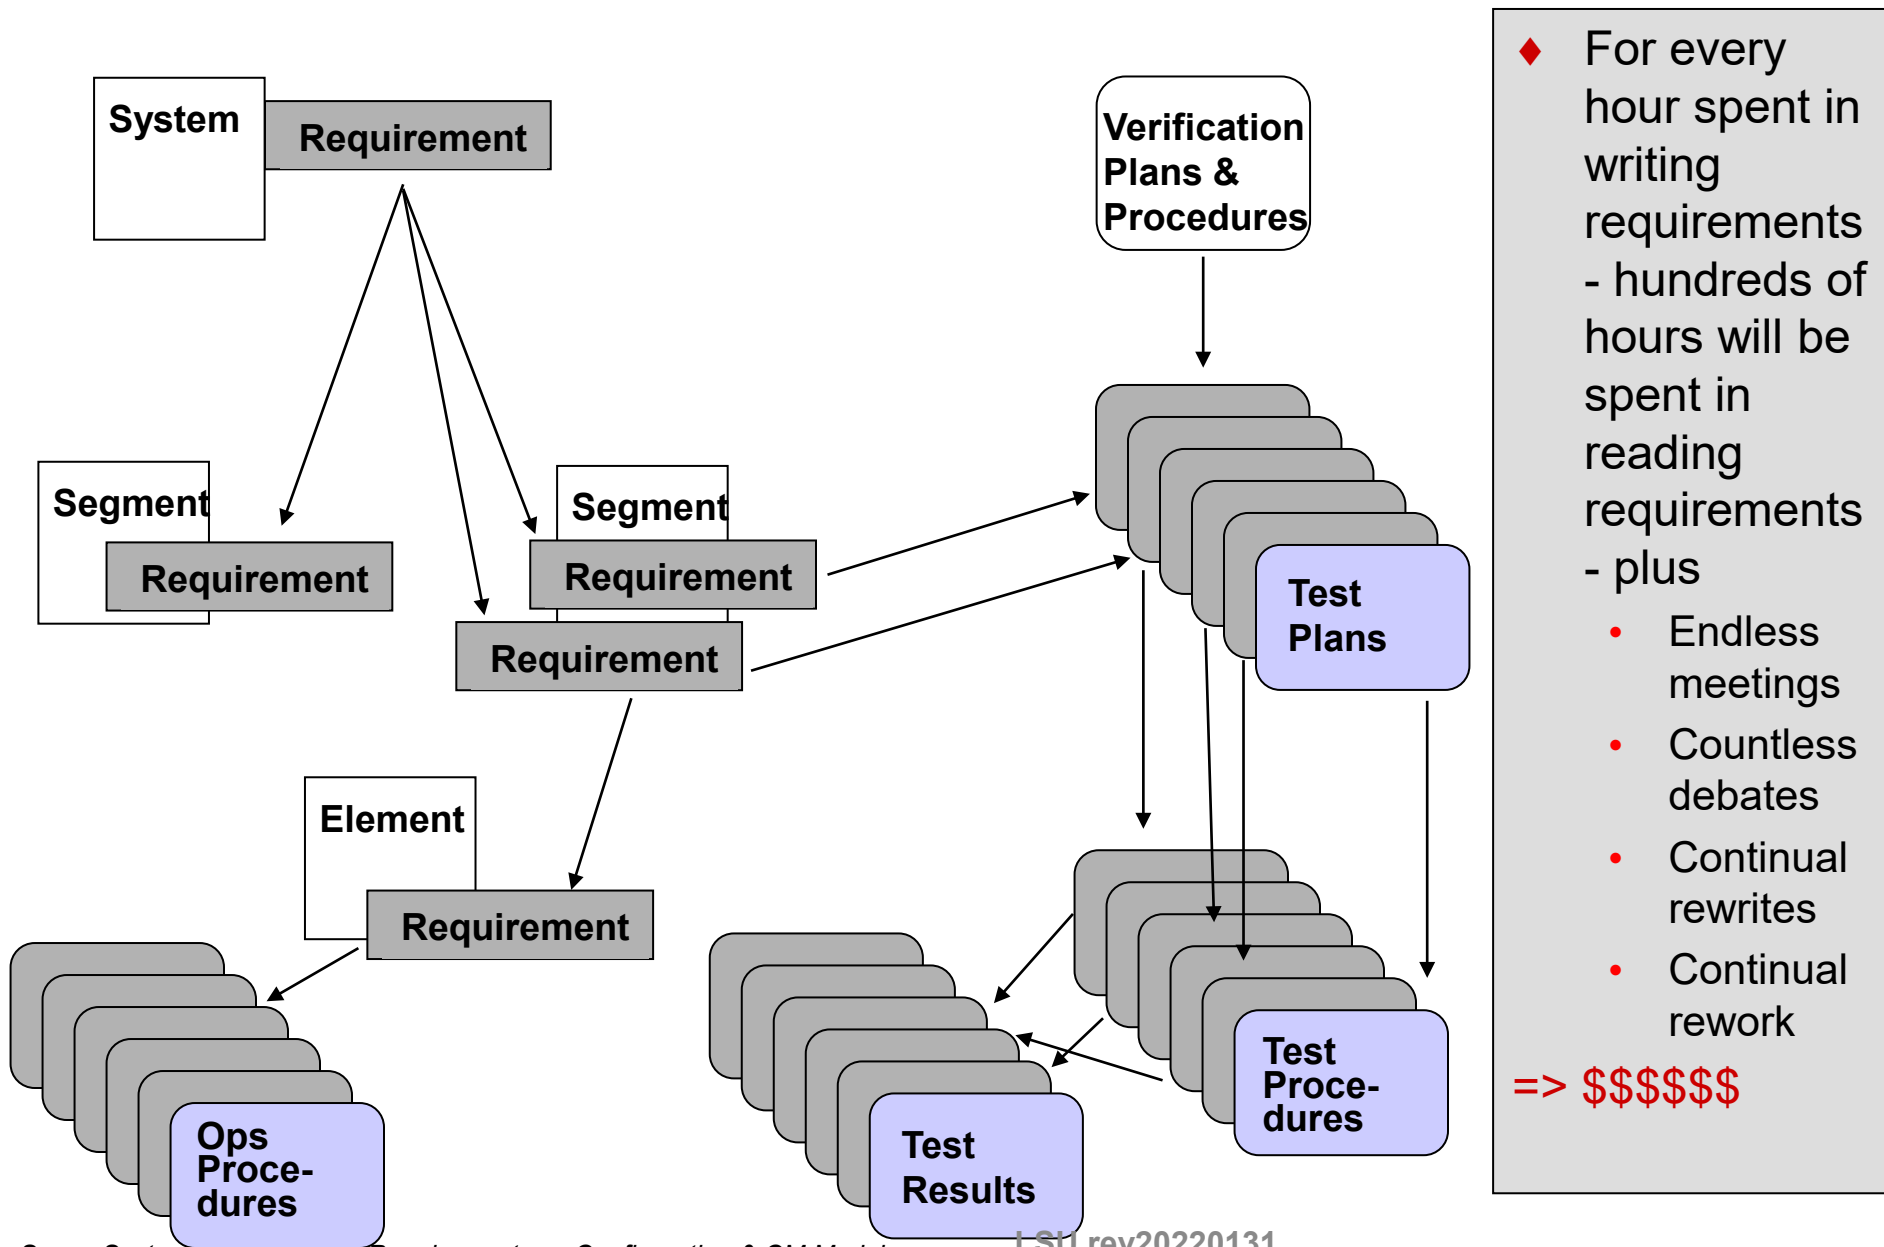 System
Requirement
Verification
Plans &
Procedures
Segment
Requirement
Segment
Requirement
Requirement
Test
Plans
Element
Requirement
Ops
Proce-
dures
Test
Results
Test
Proce-
dures
♦ For every
hour spent in
writing
requirements
- hundreds of
hours will be
spent in
reading
requirements
- plus
• Endless
meetings
• Countless
debates
• Continual
rewrites
• Continual
rework
=> $$$$$$
LSU rev20220131